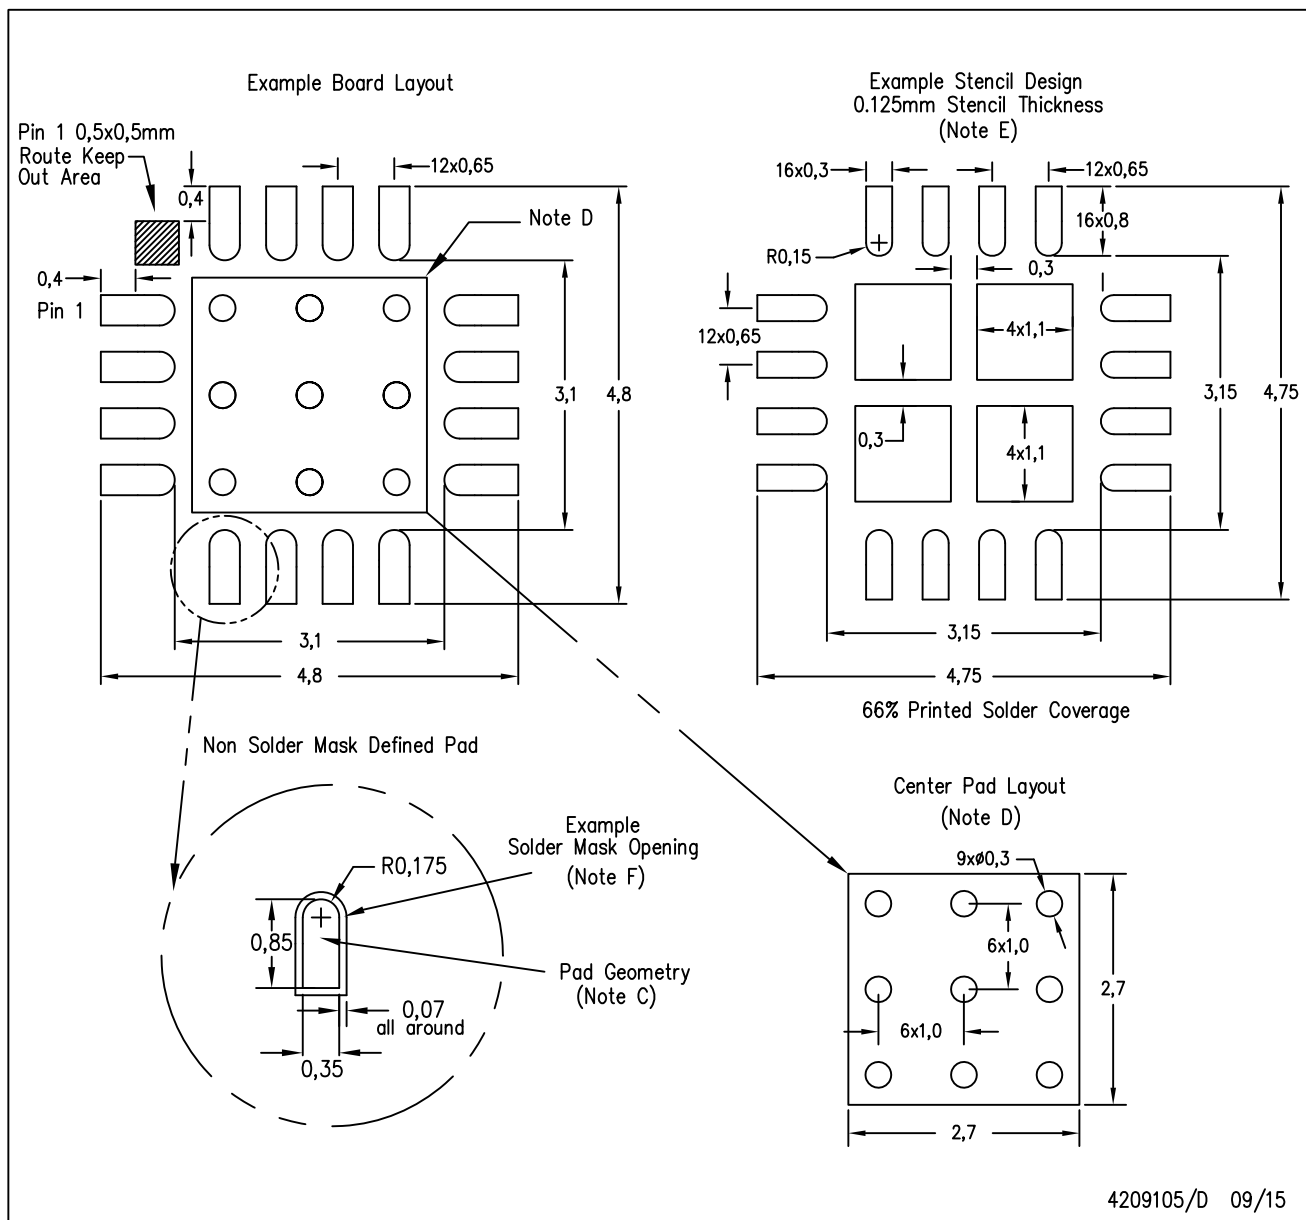 Example Board Layout
Pin 1 0,5x0,5mm
Route Keep
Out Area
12x0,65
0,4
Note D
0,4
Pin 1
3,1
4,8
3,1
4,8
Example Stencil Design
0.125mm Stencil Thickness
(Note E)
16x0,3
12x0,65
16x0,8
R0,15
0,3
12x0,65
4x1,1
3,15
4,75
0,3
4x1,1
3,15
4,75
66% Printed Solder Coverage
Non Solder Mask Defined Pad
Example
Solder Mask Opening
(Note F)
R0,175
0,85
Pad Geometry
(Note C)
0,07
all around
0,35
Center Pad Layout
(Note D)
9xø0,3
6x1,0
2,7
6x1,0
2,7
4209105/D 09/15